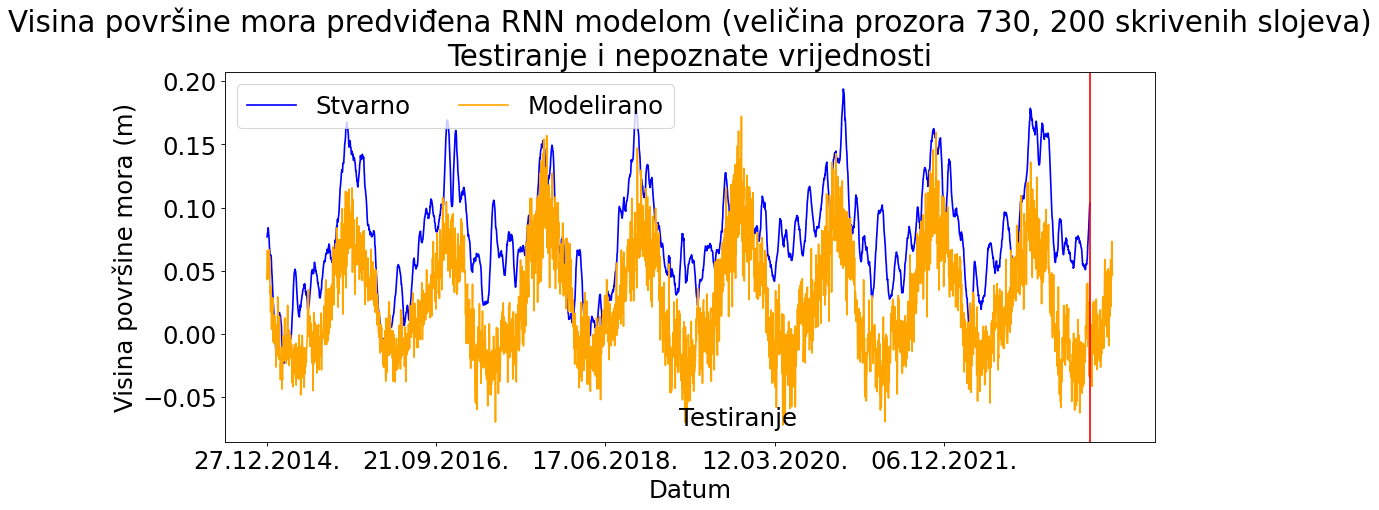 Visina površine mora predviđena RNN modelom (veličina prozora 730, 200 skrivenih slojeva)
Testiranje i nepoznate vrijednosti
Stvarno
Modelirano
Visina površine mora (m)
0.20
0.15
0.10
0.05
0.00
−0.05
Testiranje
27.12.2014.
21.09.2016.
17.06.2018.
12.03.2020.
06.12.2021.
Datum